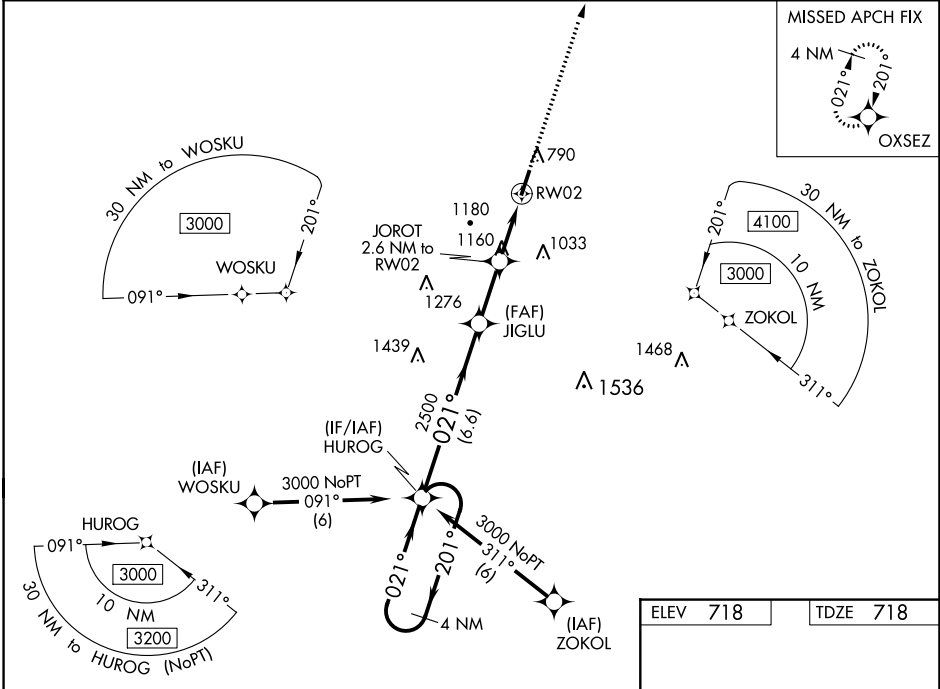 MISSED APCH FIX
4 NM
021°
201°
OXSEZ
30 NM to WOSKU
3000
201°
WOSKU
091°
790
RW02
1180
JOROT
2.6 NM to
RW02
1160
1033
1276
(FAF)
JIGLU
1439
1468
1536
30 NM to ZOKOL
4100
201°
3000
10 NM
ZOKOL
311°
2500
021°
(6.6)
(IF/IAF)
HUROG
(IAF)
WOSKU
3000 NoPT
091°
(6)
3000 NoPT
311°
(6)
021°
201°
4 NM
(IAF)
ZOKOL
HUROG
091°
3000
311°
10 NM
3200
30 NM to HUROG (NoPT)
ELEV 718
TDZE 718